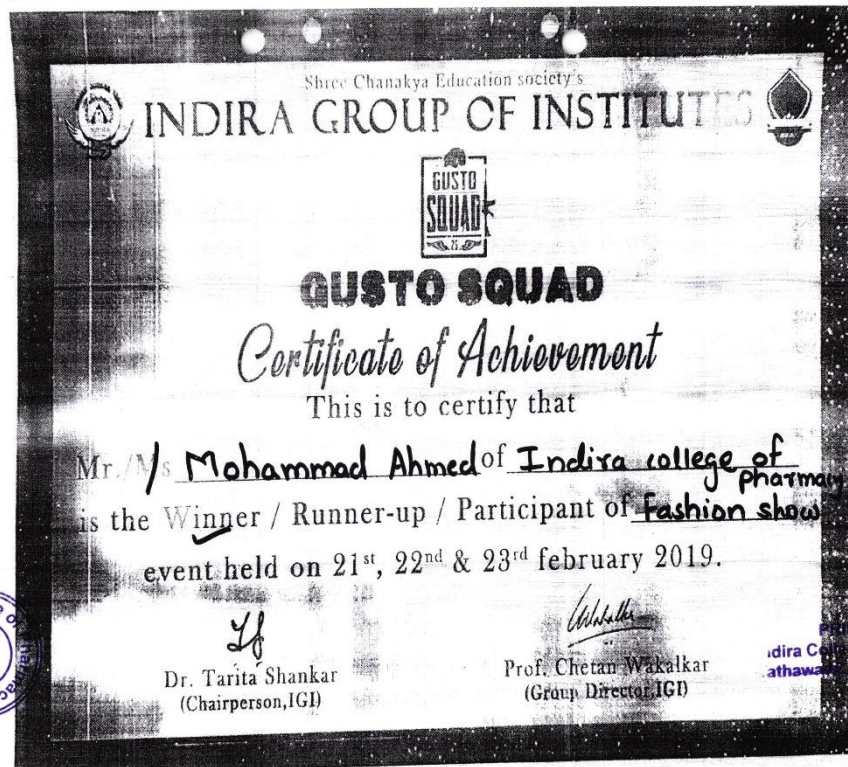 Shree Chanakya Education society's
INDIRA GROUP OF INSTITUTES
GUSTO
SQUAD
25
GUSTO SQUAD
Certificate of Achievement
This is to certify that
Mr./Ms Mohammad Ahmed of Indira college of
pharmacy
is the Winner / Runner-up / Participant of Fashion show
event held on 21st, 22nd & 23rd february 2019.
Dr. Tarita Shankar
(Chairperson,IGI)
Prof. Chetan Wakalkar
(Group Director,IGI)